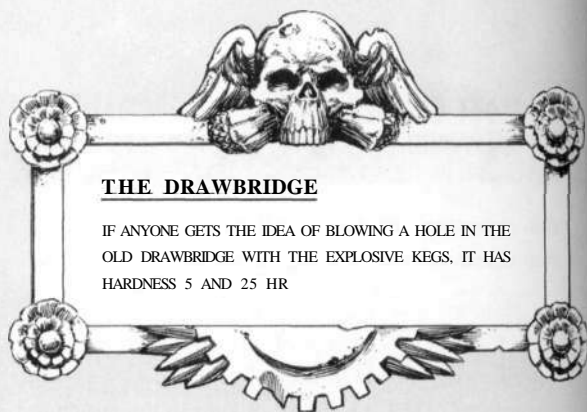 THE DRAWBRIDGE
IF ANYONE GETS THE IDEA OF BLOWING A HOLE IN THE
OLD DRAWBRIDGE WITH THE EXPLOSIVE KEGS, IT HAS
HARDNESS 5 AND 25 HR